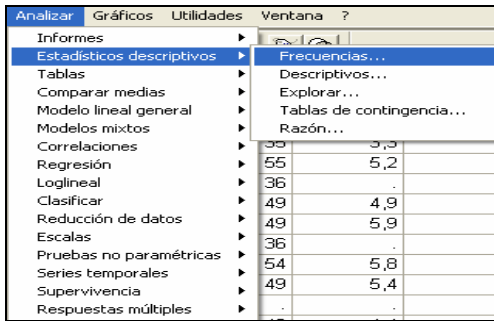 Analizar Gráficos Utilidades Ventana ?
Informes
Estadísticos descriptivos
Tablas
Comparar medias
Modelo lineal general
Modelos mixtos
Correlaciones
Regresión
Loglineal
Clasificar
Reducción de datos
Escalas
Pruebas no paramétricas
Series temporales
Supervivencia
Respuestas múltiples
Frecuencias...
Descriptivos...
Explorar...
Tablas de contingencia...
Razón...
55 5,2
36 .
49 4,9
49 5,9
36 .
54 5,8
49 5,4
. .